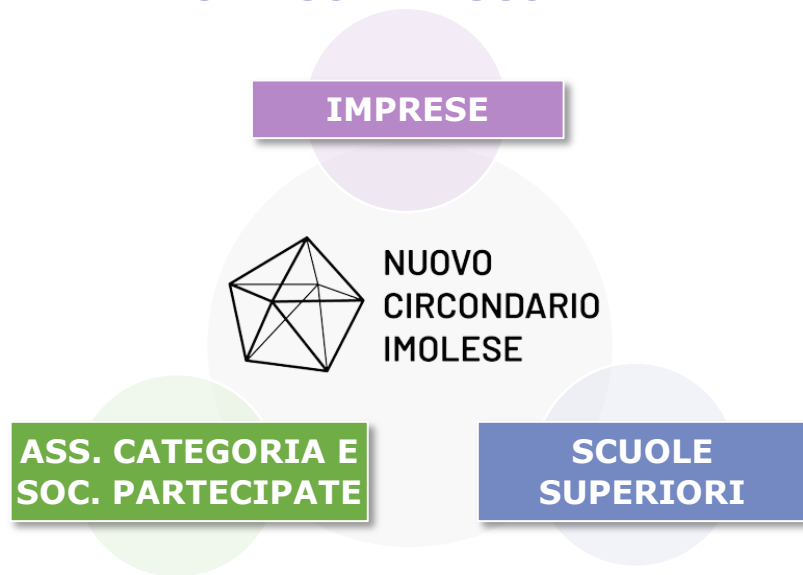 IMPRESE
NUOVO
CIRCONDARIO
IMOLESE
ASS. CATEGORIA E
SOC. PARTECIPATE
SCUOLE
SUPERIORI